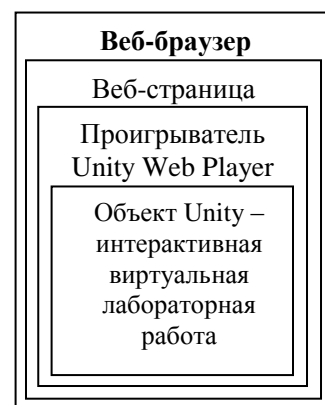 Веб-браузер
Веб-страница
Проигрыватель
Unity Web Player
Объект Unity –
интерактивная
виртуальная
лабораторная
работа